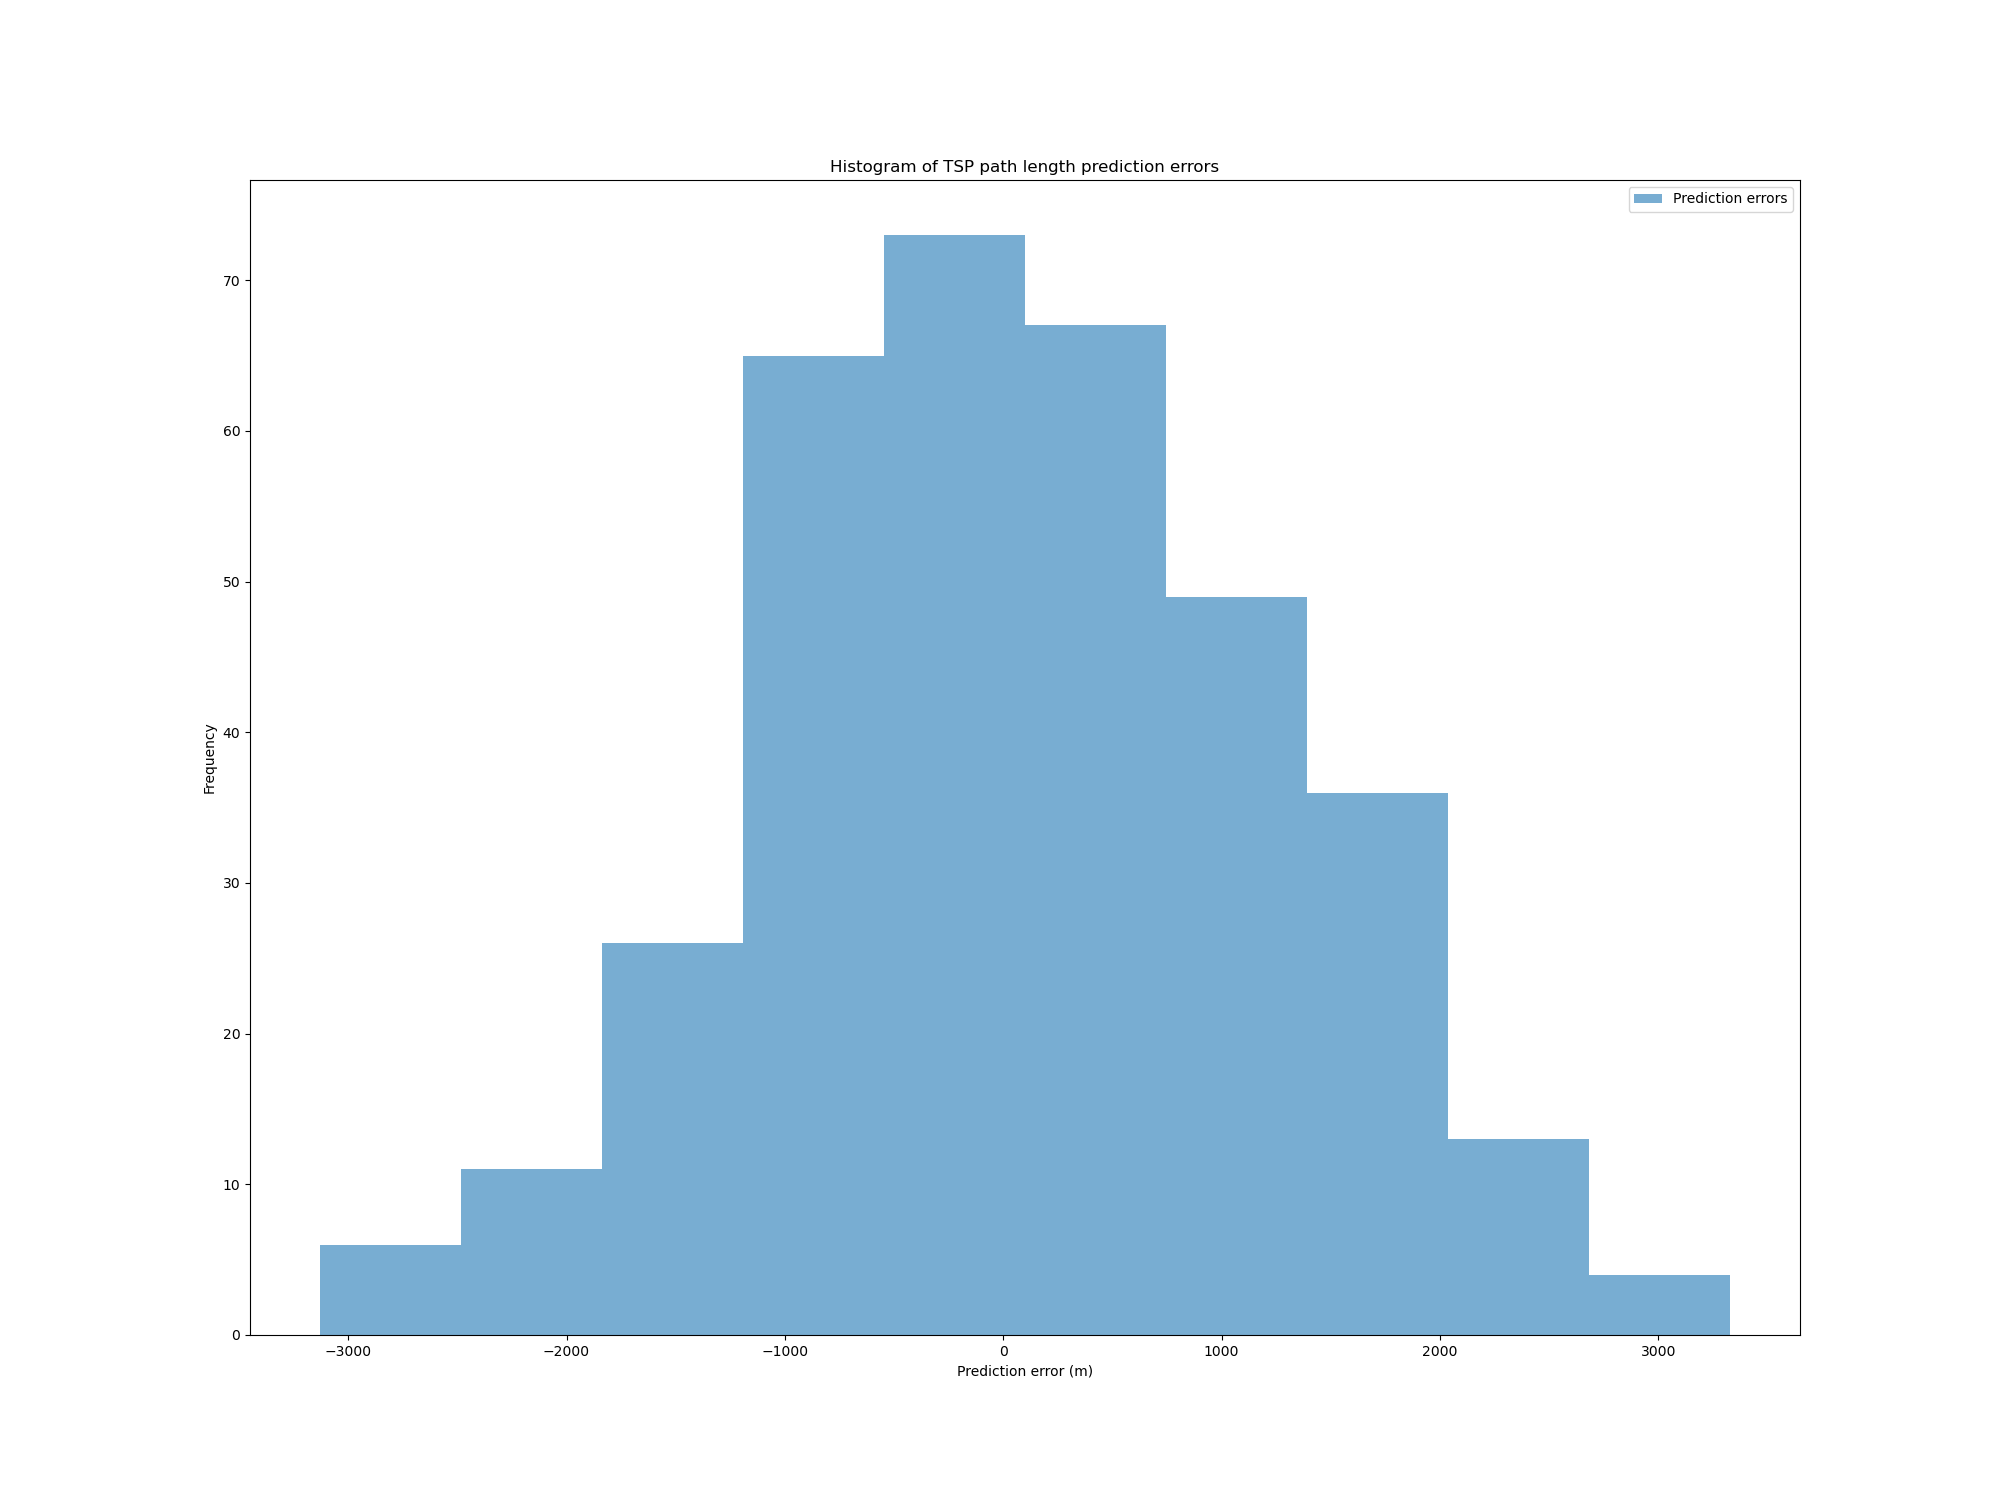 Histogram of TSP path length prediction errors
Prediction errors
70
60
50
40
30
20
10
0
Frequency
−3000 −2000 −1000 0 1000 2000 3000
Prediction error (m)